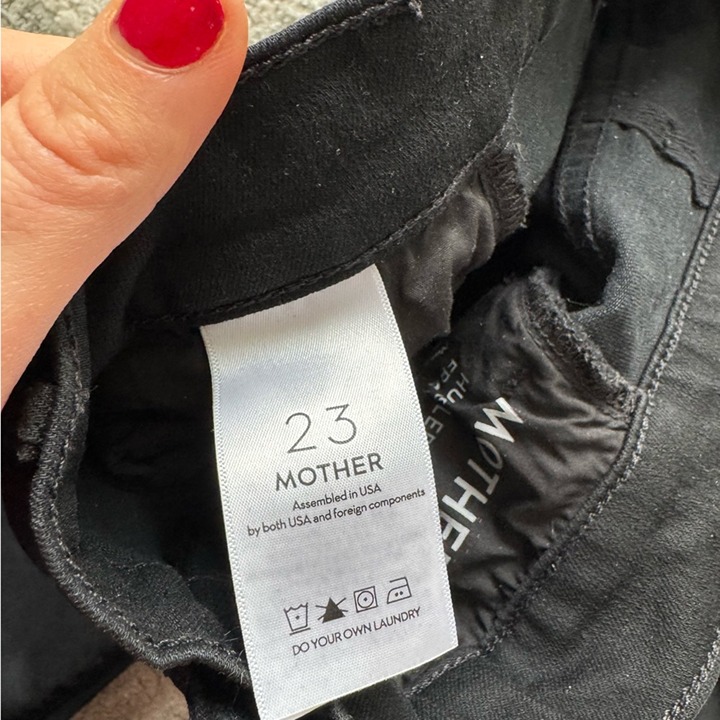 23
MOTHER
Assembled in USA
by both USA and foreign components
DO YOUR OWN LAUNDRY
MOTHE